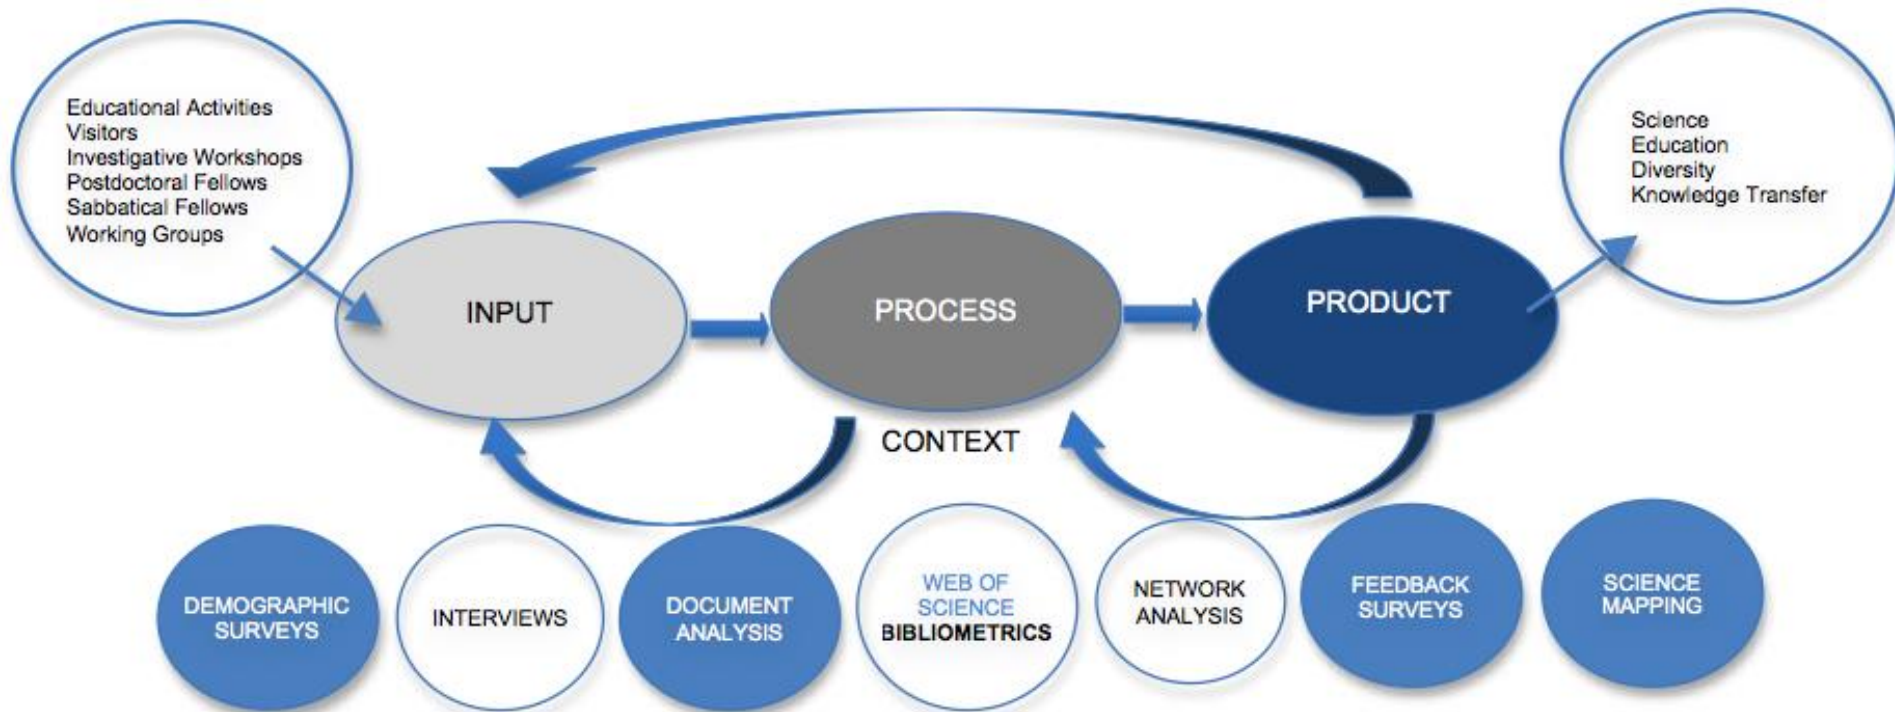 Educational Activities
Visitors
Investigative Workshops
Postdoctoral Fellows
Sabbatical Fellows
Working Groups
Science
Education
Diversity
Knowledge Transfer
INPUT
PROCESS
PRODUCT
CONTEXT
DEMOGRAPHIC
SURVEYS
INTERVIEWS
DOCUMENT
ANALYSIS
WEB OF
SCIENCE
BIBLIOMETRICS
NETWORK
ANALYSIS
FEEDBACK
SURVEYS
SCIENCE
MAPPING